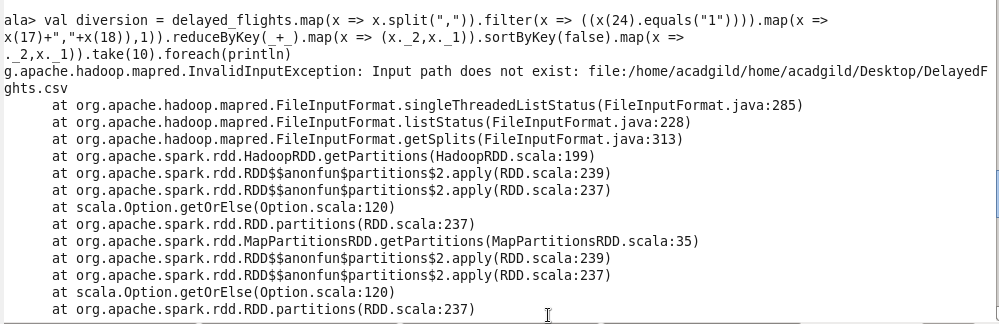 ala> val diversion = delayed_flights.map(x => x.split(",")).filter(x => ((x(24).equals("1")))).map(x =>
x(17)+","+x(18)),1)).reduceByKey(_+_).map(x => (x._2,x._1)).sortByKey(false).map(x =>
._2,x._1)).take(10).foreach(println)
g.apache.hadoop.mapred.InvalidInputException: Input path does not exist: file:/home/acadgild/home/acadgild/Desktop/DelayedF
ghts.csv
at org.apache.hadoop.mapred.FileInputFormat.singleThreadedListStatus(FileInputFormat.java:285)
at org.apache.hadoop.mapred.FileInputFormat.listStatus(FileInputFormat.java:228)
at org.apache.hadoop.mapred.FileInputFormat.getSplits(FileInputFormat.java:313)
at org.apache.spark.rdd.HadoopRDD.getPartitions(HadoopRDD.scala:199)
at org.apache.spark.rdd.RDD$$anonfun$partitions$2.apply(RDD.scala:239)
at org.apache.spark.rdd.RDD$$anonfun$partitions$2.apply(RDD.scala:237)
at scala.Option.getOrElse(Option.scala:120)
at org.apache.spark.rdd.RDD.partitions(RDD.scala:237)
at org.apache.spark.rdd.MapPartitionsRDD.getPartitions(MapPartitionsRDD.scala:35)
at org.apache.spark.rdd.RDD$$anonfun$partitions$2.apply(RDD.scala:239)
at org.apache.spark.rdd.RDD$$anonfun$partitions$2.apply(RDD.scala:237)
at scala.Option.getOrElse(Option.scala:120)
at org.apache.spark.rdd.RDD.partitions(RDD.scala:237)